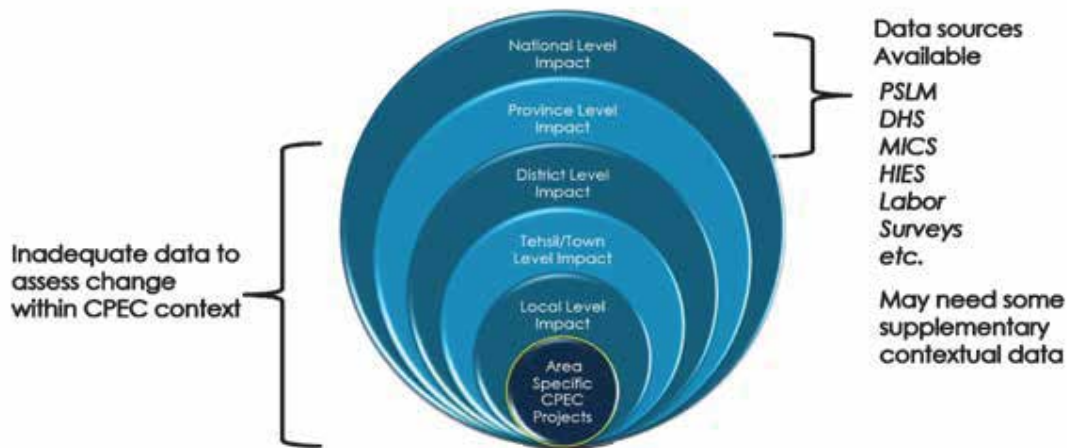 National Level
Impact
Province Level
Impact
District Level
Impact
Tehsil/Town
Level Impact
Local Level
Impact
Area
Specific
CPEC
Projects
Inadequate data to
assess change
within CPEC context
Data sources
Available
PSLM
DHS
MICS
HIES
Labor
Surveys
etc.
May need some
supplementary
contextual data